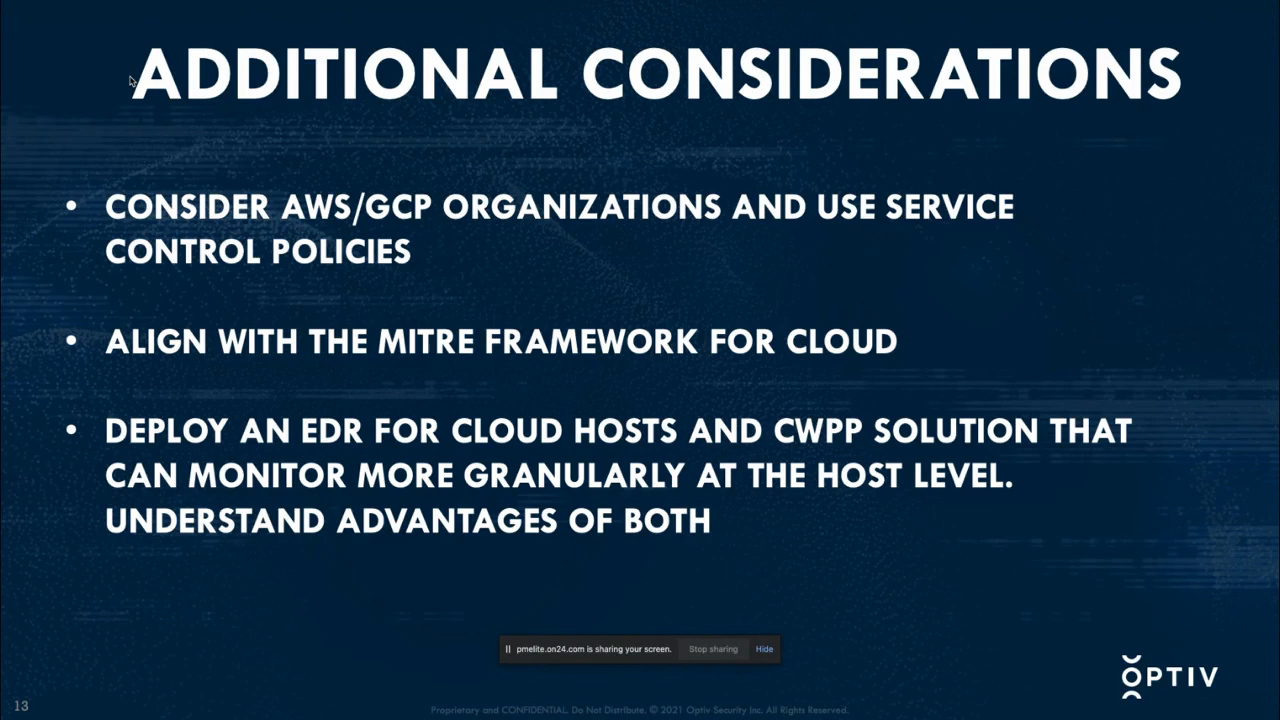 ADDITIONAL CONSIDERATIONS
• CONSIDER AWS/GCP ORGANIZATIONS AND USE SERVICE
CONTROL POLICIES
• ALIGN WITH THE MITRE FRAMEWORK FOR CLOUD
• DEPLOY AN EDR FOR CLOUD HOSTS AND CWPP SOLUTION THAT
CAN MONITOR MORE GRANULARLY AT THE HOST LEVEL.
UNDERSTAND ADVANTAGES OF BOTH
pmelite.on24.com is sharing your screen. Stop sharing Hide
OPTIV
13
Proprietary and CONFIDENTIAL. Do Not Distribute. © 2021 Optiv Security Inc. All Rights Reserved.